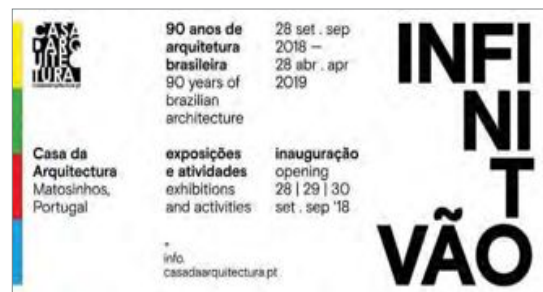 CASA
DARQ
UITEC
TURA
casadaarquitectura.pt
90 anos de
arquitetura
brasileira
90 years of
brazilian
architecture
28 set . sep
2018 —
28 abr . apr
2019
Casa da
Arquitectura
Matosinhos,
Portugal
exposições
e atividades
exhibitions
and activities
inauguração
opening
28 | 29 | 30
set . sep '18
+
info.
casadaarquitectura.pt
INFI
NI
T
VÃO